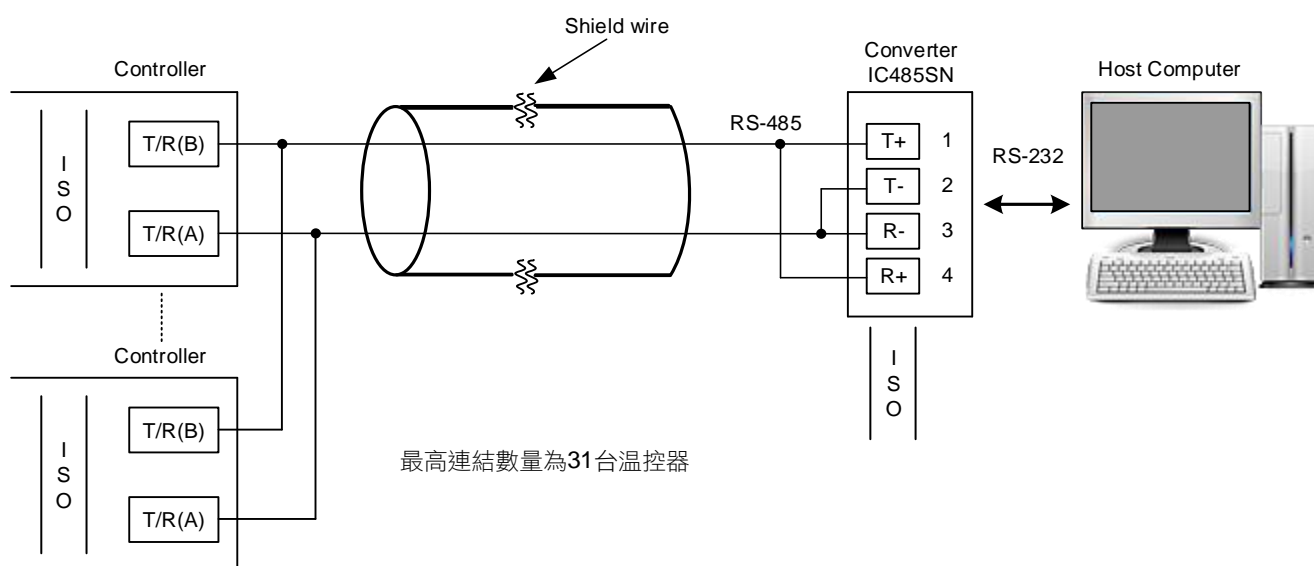 Shield wire
Controller
Converter
IC485SN
Host Computer
I
S
O
T/R(B)
T/R(A)
RS-485
T+ 1
T- 2
R- 3
R+ 4
RS-232
Controller
I
S
O
T/R(B)
T/R(A)
I
S
O
最高連結數量為31台温控器